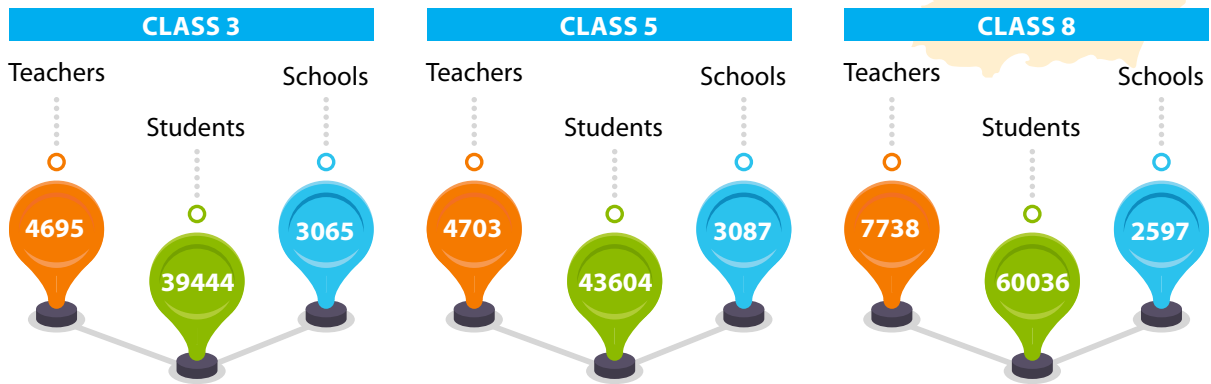 CLASS 3
Teachers
Schools
Students
4695
3065
39444
CLASS 5
Teachers
Schools
Students
4703
3087
43604
CLASS 8
Teachers
Schools
Students
7738
2597
60036